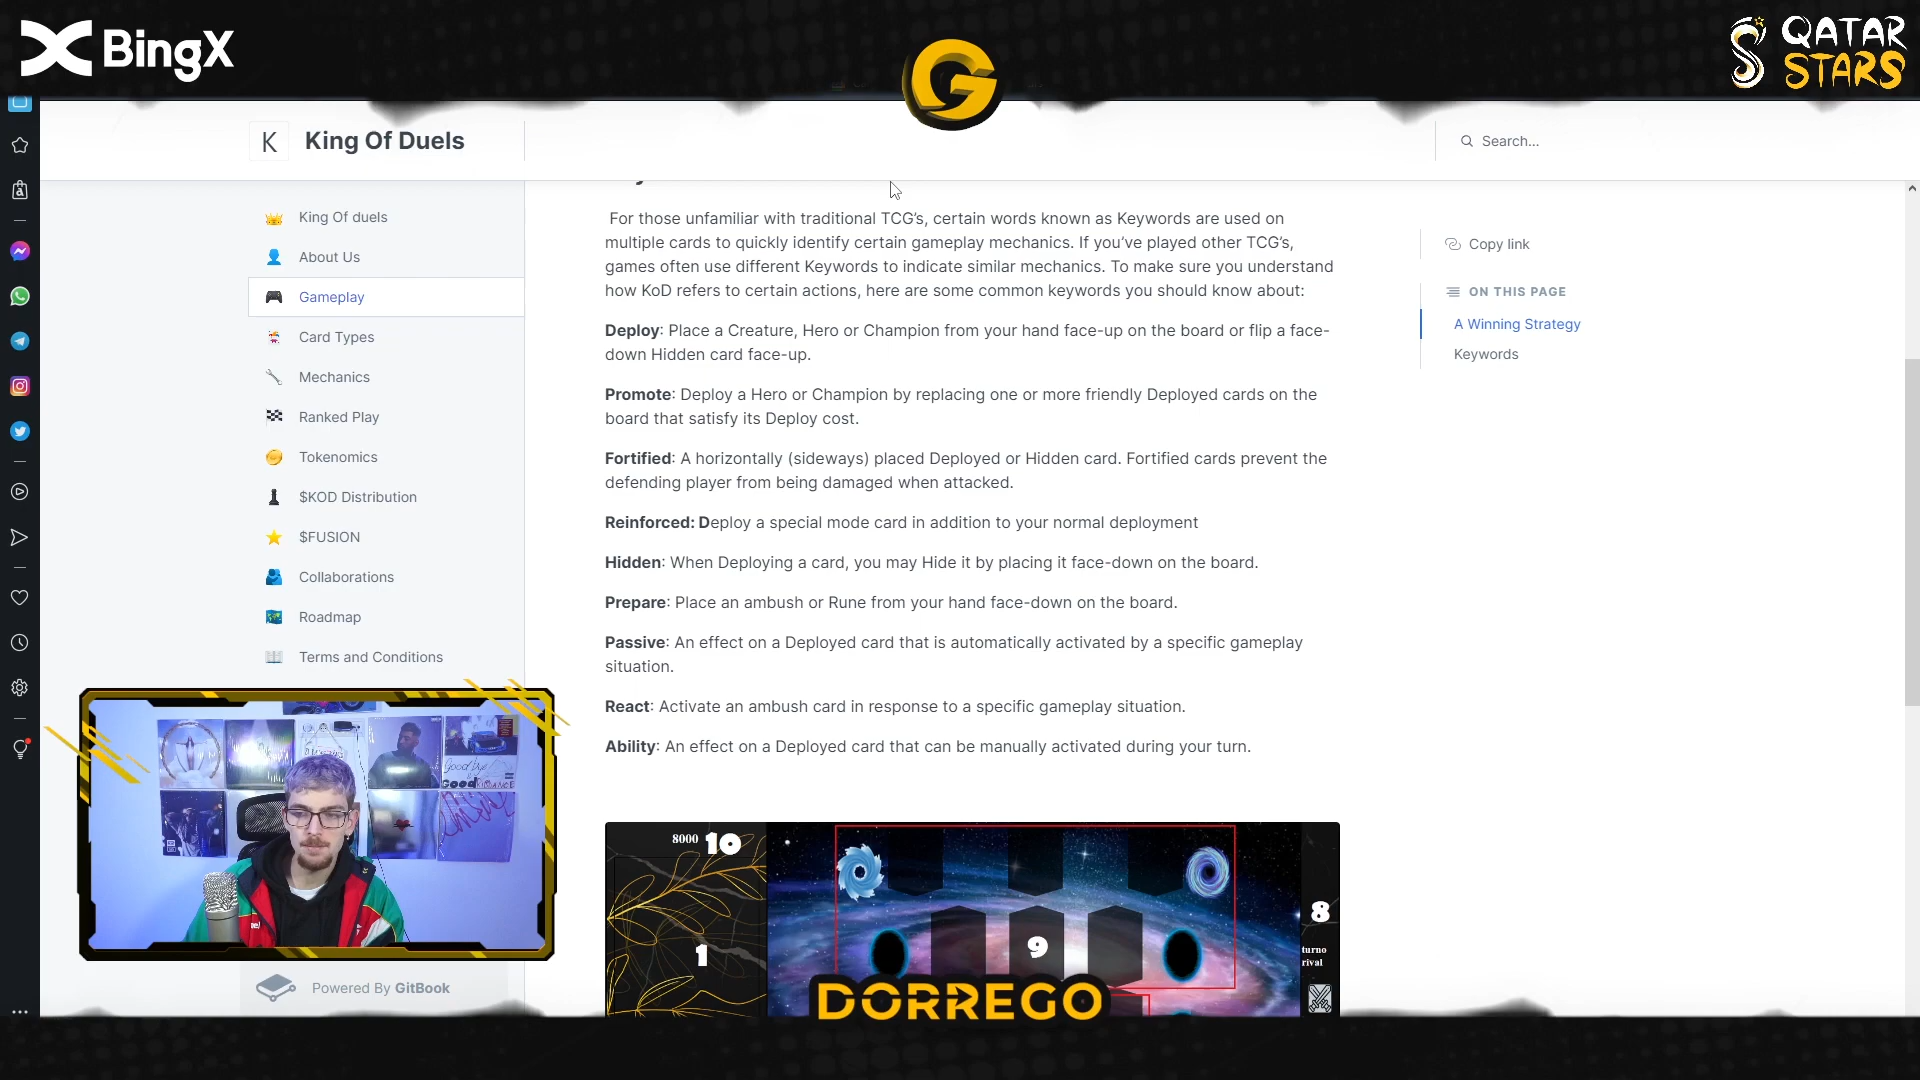 BingX
G
QATAR
STARS
K King Of Duels
Search...
King Of duels
About Us
Gameplay
Card Types
Mechanics
Ranked Play
Tokenomics
$KOD Distribution
$FUSION
Collaborations
Roadmap
Terms and Conditions
Powered By GitBook
For those unfamiliar with traditional TCG's, certain words known as Keywords are used on
multiple cards to quickly identify certain gameplay mechanics. If you've played other TCG's,
games often use different Keywords to indicate similar mechanics. To make sure you understand
how KoD refers to certain actions, here are some common keywords you should know about:
Deploy: Place a Creature, Hero or Champion from your hand face-up on the board or flip a face-
down Hidden card face-up.
Promote: Deploy a Hero or Champion by replacing one or more friendly Deployed cards on the
board that satisfy its Deploy cost.
Fortified: A horizontally (sideways) placed Deployed or Hidden card. Fortified cards prevent the
defending player from being damaged when attacked.
Reinforced: Deploy a special mode card in addition to your normal deployment
Hidden: When Deploying a card, you may Hide it by placing it face-down on the board.
Prepare: Place an ambush or Rune from your hand face-down on the board.
Passive: An effect on a Deployed card that is automatically activated by a specific gameplay
situation.
React: Activate an ambush card in response to a specific gameplay situation.
Ability: An effect on a Deployed card that can be manually activated during your turn.
8000 10
1
9
8
turno
rival
DORREGO
Copy link
ON THIS PAGE
A Winning Strategy
Keywords